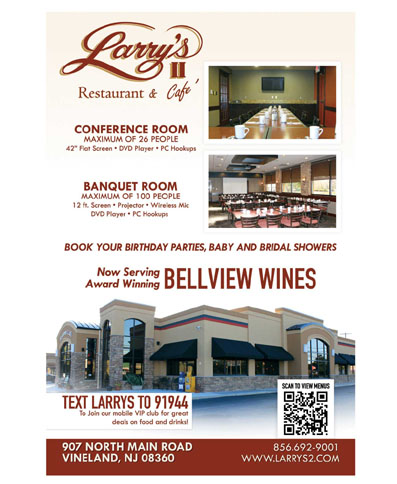 Larry's
II
Restaurant & Café
CONFERENCE ROOM
MAXIMUM OF 26 PEOPLE
42" Flat Screen • DVD Player • PC Hookups
BANQUET ROOM
MAXIMUM OF 100 PEOPLE
12 ft. Screen • Projector • Wireless Mic
DVD Player • PC Hookups
BOOK YOUR BIRTHDAY PARTIES, BABY AND BRIDAL SHOWERS
Now Serving
Award Winning
BELLVIEW WINES
TEXT LARRYS TO 91944
To Join our mobile VIP club for great
deals on food and drinks!
SCAN TO VIEW MENUS
907 NORTH MAIN ROAD
VINELAND, NJ 08360
856.692-9001
WWW.LARRYS2.COM